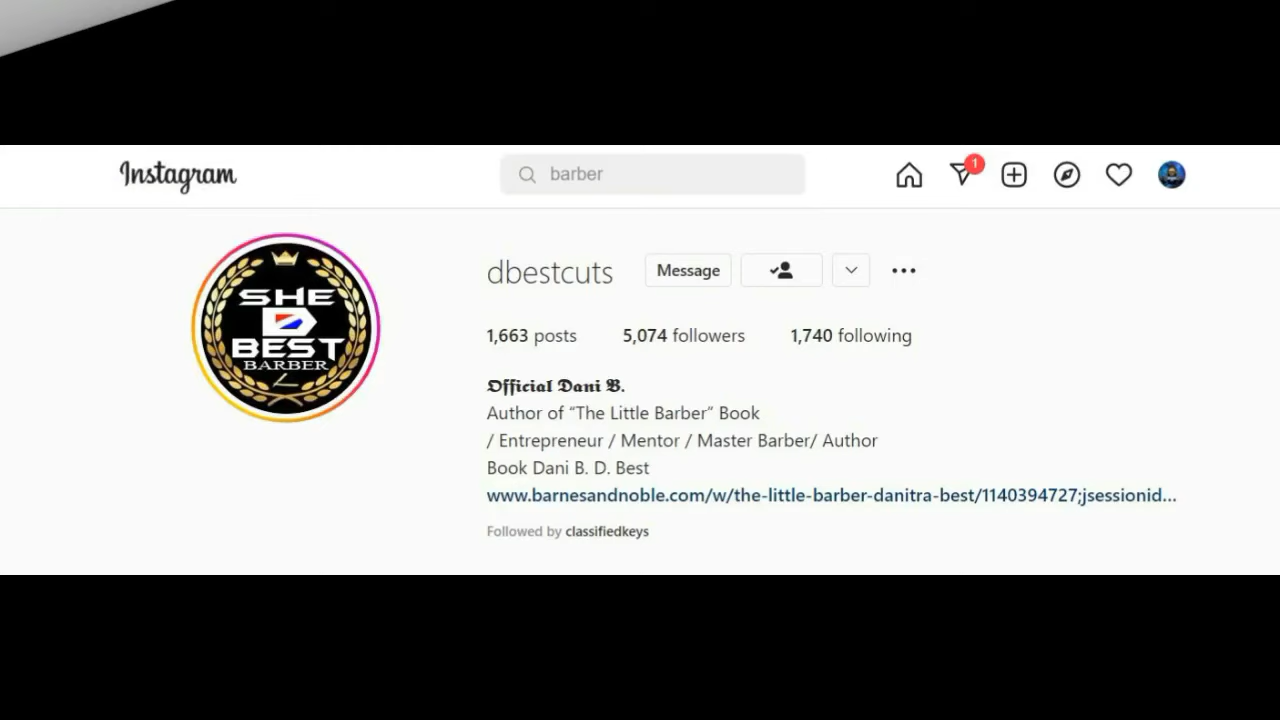 Instagram
barber
1
SHE
D
BEST
BARBER
dbestcuts
Message
1,663 posts 5,074 followers 1,740 following
𝕺𝖋𝖋𝖎𝖈𝖎𝖆𝖑 𝕯𝖆𝖓𝖎 𝕭.
Author of “The Little Barber” Book
/ Entrepreneur / Mentor / Master Barber/ Author
Book Dani B. D. Best
www.barnesandnoble.com/w/the-little-barber-danitra-best/1140394727;jsessionid...
Followed by classifiedkeys